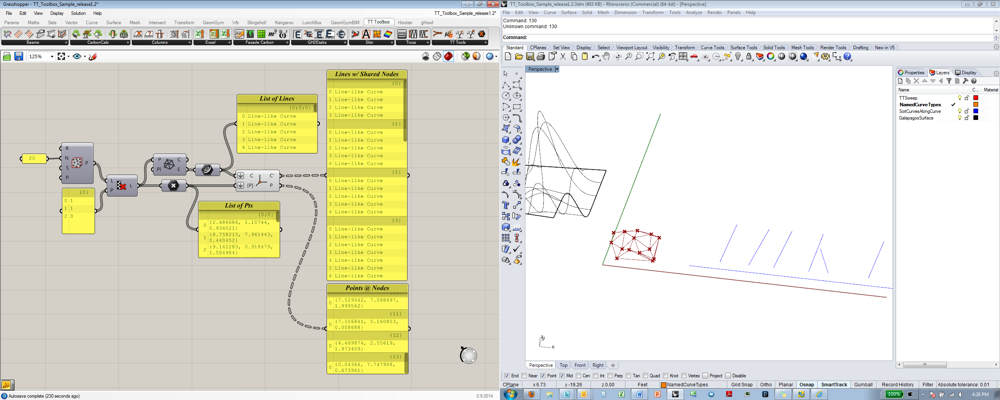 Grasshopper - TT_Toolbox_Sample_release1.2*
File Edit View Display Solution Help
TT_Toolbox_Sample_release1.2*
Params Maths Sets Vector Curve Surface Mesh Intersect Transform GeomGym Wb Slingshot! Kangaroo LunchBox GeomGymBIM TT Toolbox Horster gHowl
Beams CarbonCalc Columns Excel Facade Carbon GH2Etabs Skin Truss TT Tools
125%
20
R
N
S
P
P
{0}
0 1
1 1
2 0
L
P
L
P
Pl
C
E
C
[P]
C'
P
List of Lines
{0;0;0}
0 Line-like Curve
1 Line-like Curve
2 Line-like Curve
3 Line-like Curve
4 Line-like Curve
List of Pts
{0;0}
0 {2.486686, 1.10744,
0.934021}
1 {8.758215, 7.961443,
0.440452}
2 {9.142283, 0.918479,
1.504984}
Lines w/ Shared Nodes
{0}
0 Line-like Curve
1 Line-like Curve
2 Line-like Curve
3 Line-like Curve
{1}
0 Line-like Curve
1 Line-like Curve
2 Line-like Curve
3 Line-like Curve
4 Line-like Curve
{2}
0 Line-like Curve
1 Line-like Curve
2 Line-like Curve
3 Line-like Curve
4 Line-like Curve
{3}
0 Line-like Curve
1 Line-like Curve
2 Line-like Curve
3 Line-like Curve
4 Line-like Curve
5 Line-like Curve
6 Line-like Curve
Points @ Nodes
0 {7.529042, 7.088697,
1.999562}
{11}
0 {7.506841, 5.160803,
0.008688}
{12}
0 {4.469874, 2.55619,
1.973409}
{13}
0 {0.04364, 7.747908,
0.673961}
Autosave complete (230 seconds ago)
0.9.0014
TT_Toolbox_Sample_release1.2.3dm (403 KB) - Rhinoceros (Commercial) (64-bit) - [Perspective]
File Edit View Curve Surface Solid Mesh Dimension Transform Tools Analyze Render Panels Help
Command: 130
Unknown command: 130
Command:
Standard CPlanes Set View Display Select Viewport Layout Visibility Transform Curve Tools Surface Tools Solid Tools Mesh Tools Render Tools Drafting New in V5
Perspective
z
y
x
Properties Layers Display
Name C... Material
TTSweep
NamedCurveTypes
SortCurvesAlongCurve
GalapagosSurface
Perspective Top Front Right
End Near Point Mid Cen Int Perp Tan Quad Knot Vertex Project Disable
CPlane x 6.73 y -19.26 z 0.00 Feet NamedCurveTypes Grid Snap Ortho Planar Osnap SmartTrack Gumball Record History Filter Absolute tolerance: 0.01
100%
4:28 PM